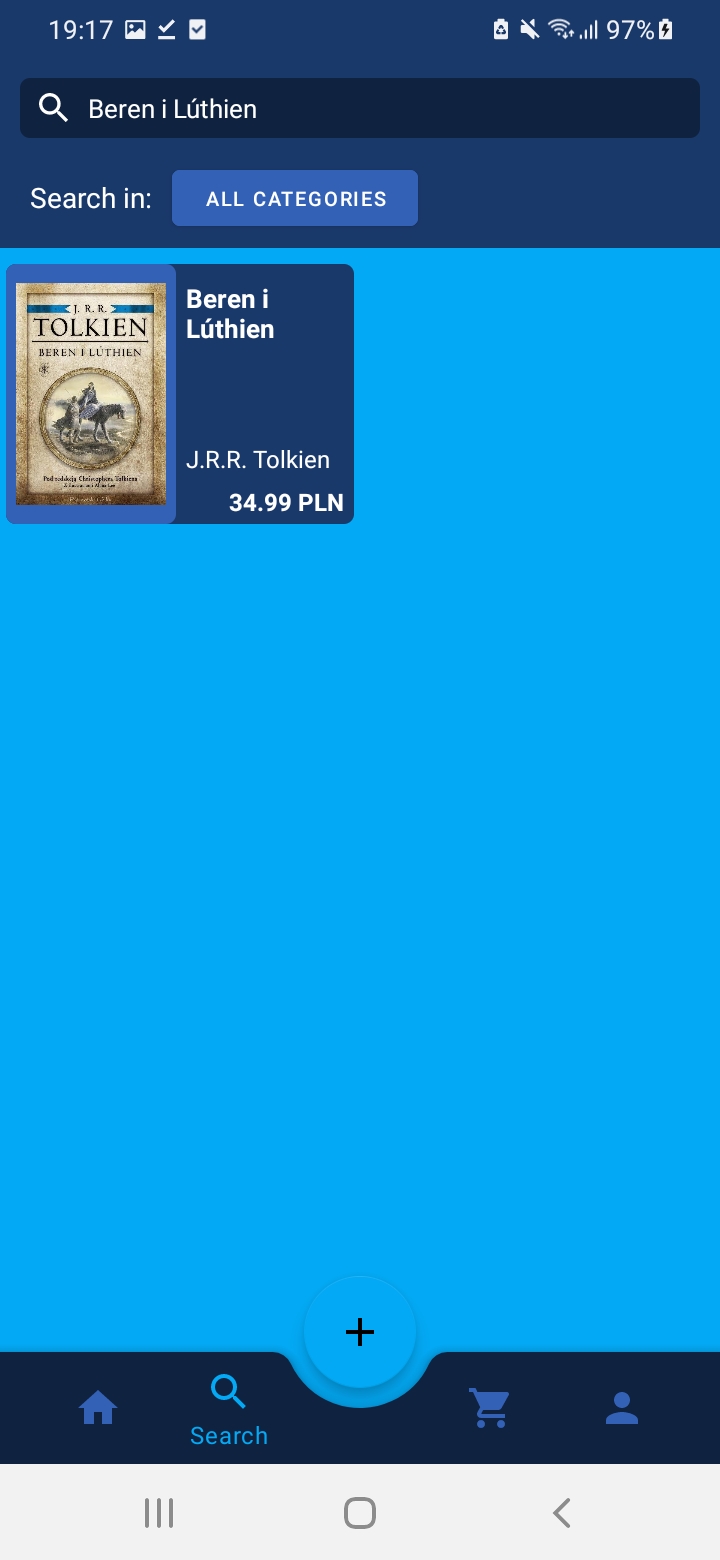 19:17
97%
Beren i Lúthien
Search in:
ALL CATEGORIES
J. R. R.
TOLKIEN
BEREN I LÚTHIEN
Pod redakcją Christophera Tolkiena
Beren i
Lúthien
J.R.R. Tolkien
34.99 PLN
Search